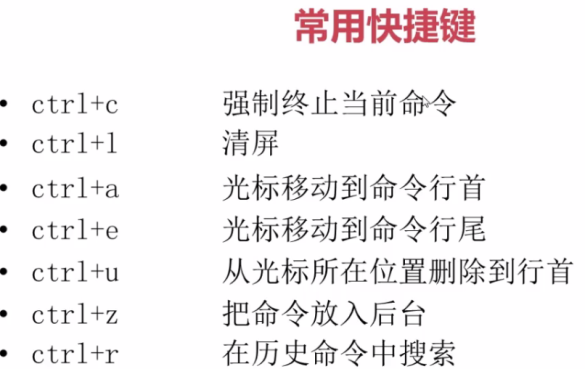 常用快捷键
• ctrl+c 强制终止当前命令
• ctrl+l 清屏
• ctrl+a 光标移动到命令行首
• ctrl+e 光标移动到命令行尾
• ctrl+u 从光标所在位置删除到行首
• ctrl+z 把命令放入后台
• ctrl+r 在历史命令中搜索